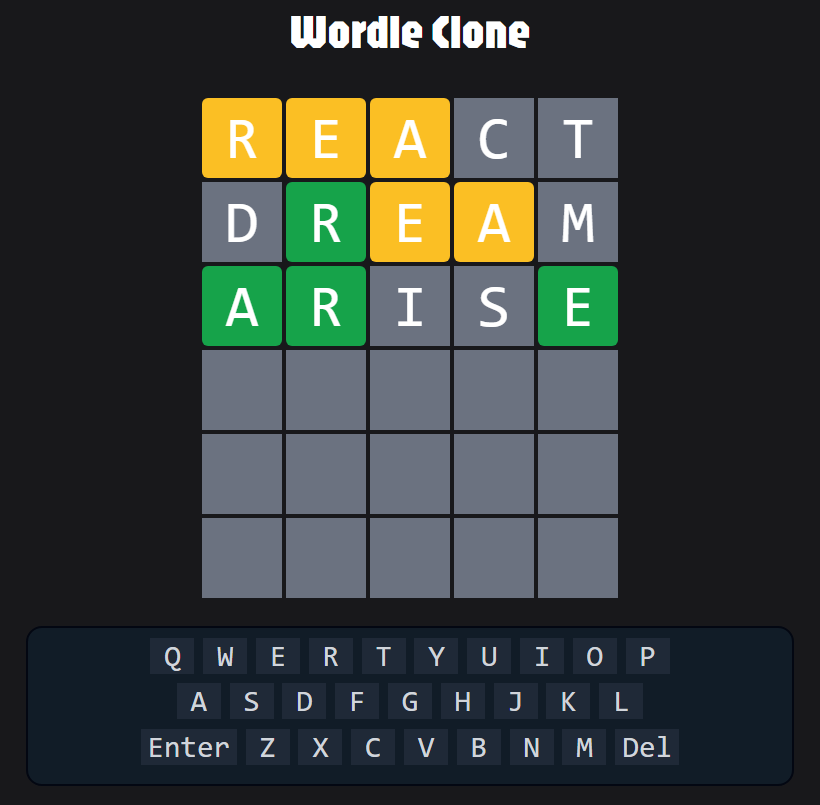 Wordle Clone
R E A C T
D R E A M
A R I S E
Q W E R T Y U I O P
A S D F G H J K L
Enter Z X C V B N M Del